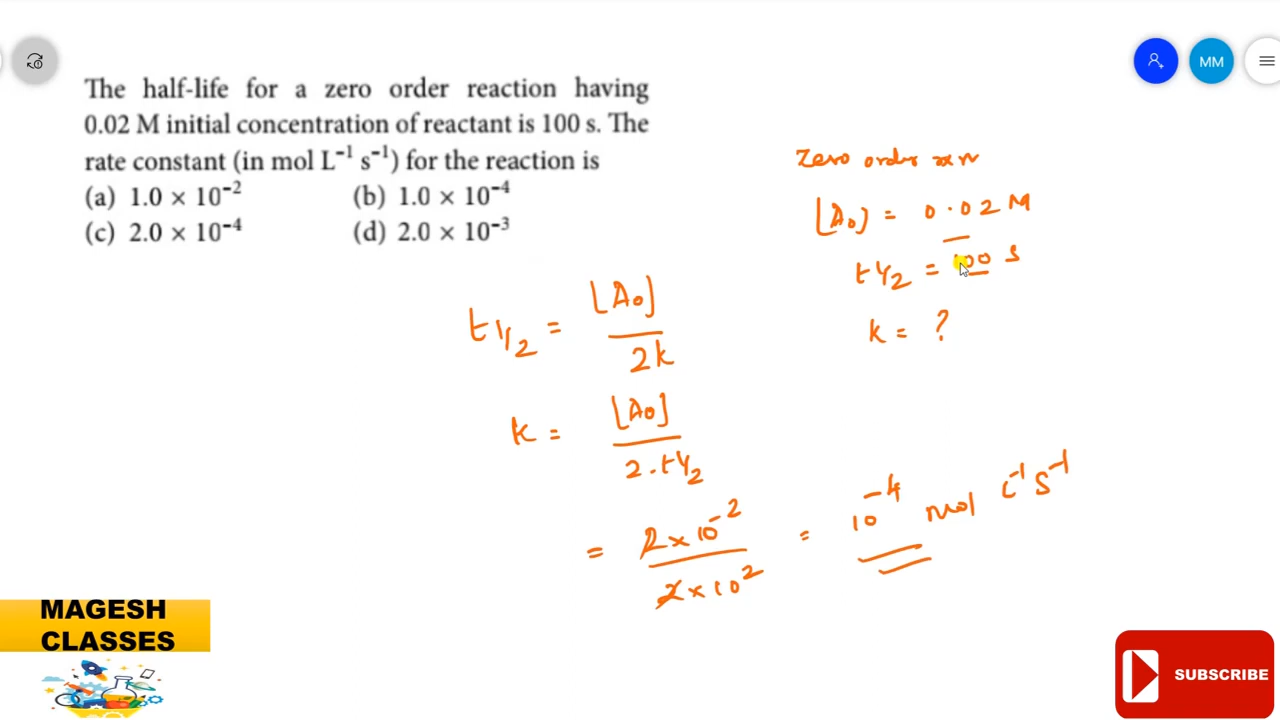 MM
The half-life for a zero order reaction having
0.02 M initial concentration of reactant is 100 s. The
rate constant (in mol L⁻¹ s⁻¹) for the reaction is
(a) 1.0 × 10⁻² (b) 1.0 × 10⁻⁴
(c) 2.0 × 10⁻⁴ (d) 2.0 × 10⁻³
Zero order rxn
[A₀] = 0.02 M
t½ = 100 s
k = ?
t½ = [A₀] / 2k
k = [A₀] / 2 · t½
= 2 × 10⁻² / 2 × 10² = 10⁻⁴ mol L⁻¹ S⁻¹
MAGESH
CLASSES
SUBSCRIBE